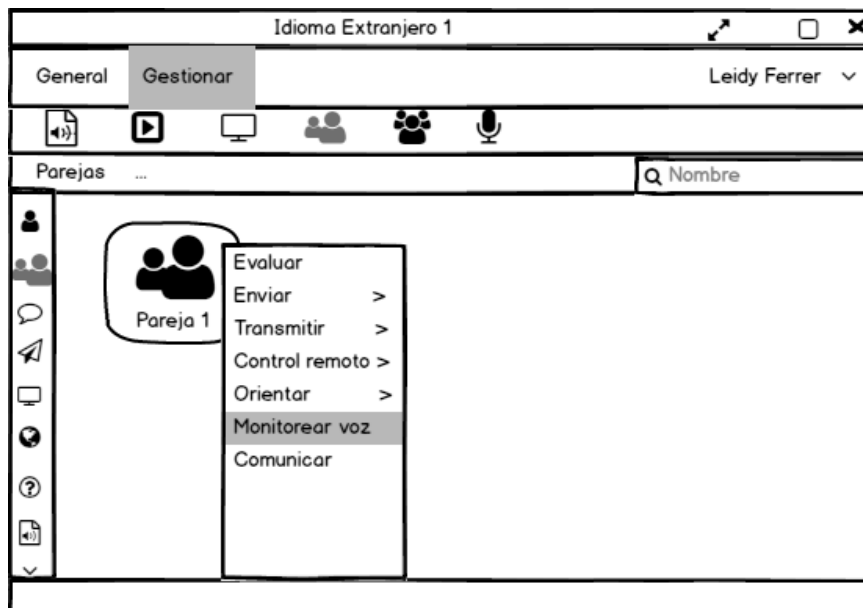 Idioma Extranjero 1
General Gestionar Leidy Ferrer
Parejas ... Nombre
Pareja 1
Evaluar
Enviar >
Transmitir >
Control remoto >
Orientar >
Monitorear voz
Comunicar